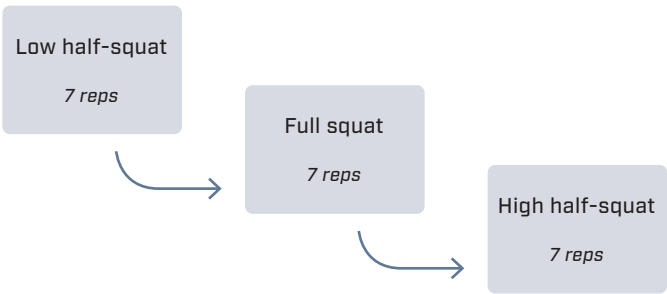 Low half-squat
7 reps
Full squat
7 reps
High half-squat
7 reps